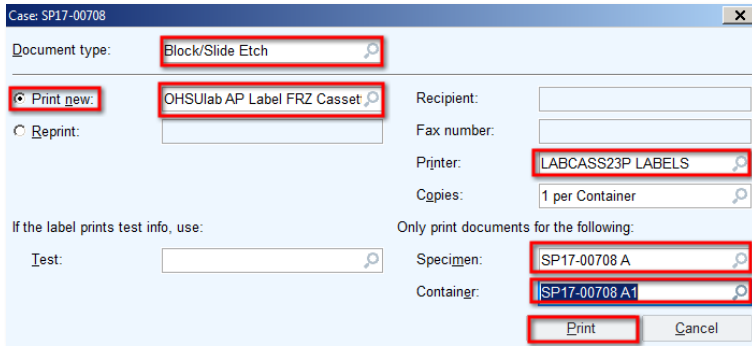 Case: SP17-00708
Document type: Block/Slide Etch
Print new: OHSUlab AP Label FRZ Casset Recipient:
Reprint: Fax number:
Printer: LABCASS23P LABELS
Copies: 1 per Container
If the label prints test info, use: Only print documents for the following:
Test: Specimen: SP17-00708 A
Container: SP17-00708 A1
Print Cancel